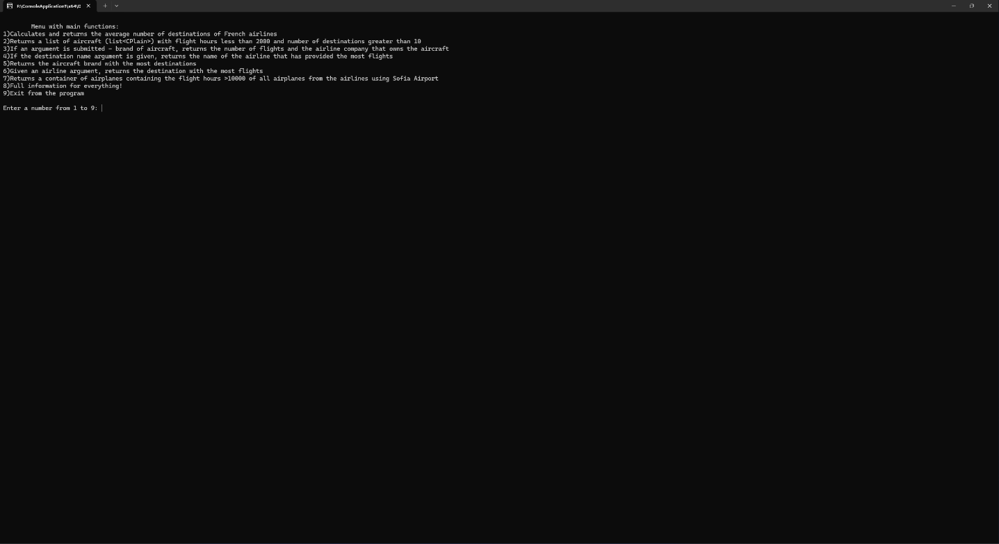 F:\ConsoleApplication1\x64\D
Menu with main functions:
1)Calculates and returns the average number of destinations of French airlines
2)Returns a list of aircraft (list<CPlain>) with flight hours less than 2000 and number of destinations greater than 10
3)If an argument is submitted - brand of aircraft, returns the number of flights and the airline company that owns the aircraft
4)If the destination name argument is given, returns the name of the airline that has provided the most flights
5)Returns the aircraft brand with the most destinations
6)Given an airline argument, returns the destination with the most flights
7)Returns a container of airplanes containing the flight hours >10000 of all airplanes from the airlines using Sofia Airport
8)Full information for everything!
9)Exit from the program
Enter a number from 1 to 9: